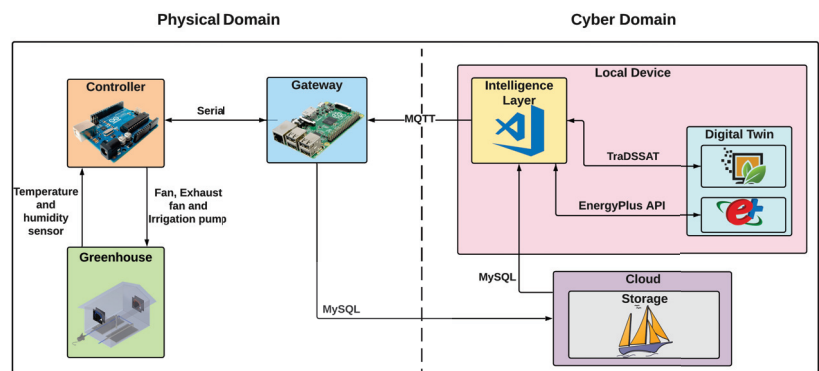 Physical Domain
Cyber Domain
Controller
Serial
Gateway
MQTT
Local Device
Intelligence
Layer
Digital Twin
TraDSSAT
EnergyPlus API
Temperature
and
humidity
sensor
Fan, Exhaust
fan and
Irrigation pump
Greenhouse
MySQL
MySQL
Cloud
Storage